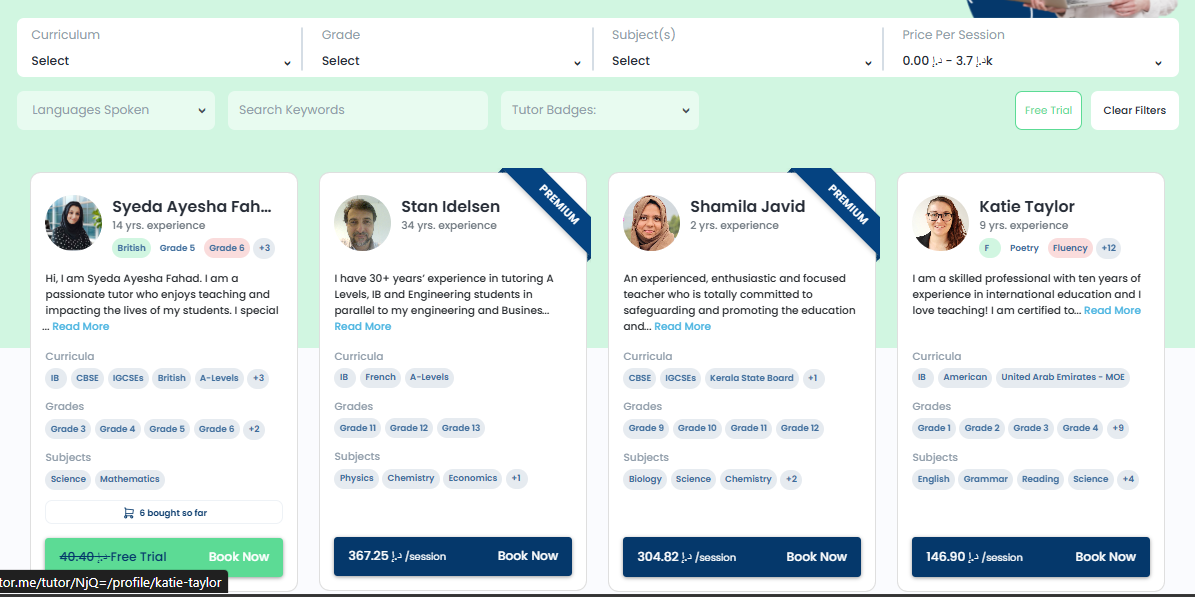 Curriculum
Select
Grade
Select
Subject(s)
Select
Price Per Session
0.00 د.إ - 3.7 د.إk
Languages Spoken
Search Keywords
Tutor Badges:
Free Trial
Clear Filters
Syeda Ayesha Fah...
14 yrs. experience
British Grade 5 Grade 6 +3
Hi, I am Syeda Ayesha Fahad. I am a
passionate tutor who enjoys teaching and
impacting the lives of my students. I special
... Read More
Curricula
IB CBSE IGCSEs British A-Levels +3
Grades
Grade 3 Grade 4 Grade 5 Grade 6 +2
Subjects
Science Mathematics
6 bought so far
40.40 د.إ Free Trial Book Now
PREMIUM
Stan Idelsen
34 yrs. experience
I have 30+ years’ experience in tutoring A
Levels, IB and Engineering students in
parallel to my engineering and Busines...
Read More
Curricula
IB French A-Levels
Grades
Grade 11 Grade 12 Grade 13
Subjects
Physics Chemistry Economics +1
367.25 د.إ /session Book Now
PREMIUM
Shamila Javid
2 yrs. experience
An experienced, enthusiastic and focused
teacher who is totally committed to
safeguarding and promoting the education
and... Read More
Curricula
CBSE IGCSEs Kerala State Board +1
Grades
Grade 9 Grade 10 Grade 11 Grade 12
Subjects
Biology Science Chemistry +2
304.82 د.إ /session Book Now
Katie Taylor
9 yrs. experience
F Poetry Fluency +12
I am a skilled professional with ten years of
experience in international education and I
love teaching! I am certified to... Read More
Curricula
IB American United Arab Emirates - MOE
Grades
Grade 1 Grade 2 Grade 3 Grade 4 +9
Subjects
English Grammar Reading Science +4
146.90 د.إ /session Book Now
tor.me/tutor/NjQ=/profile/katie-taylor